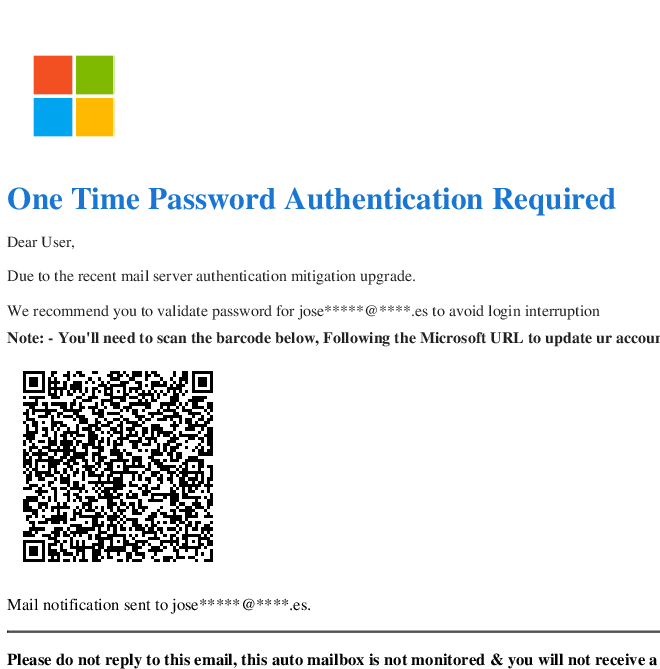 One Time Password Authentication Required
Dear User,
Due to the recent mail server authentication mitigation upgrade.
We recommend you to validate password for jose*****@****.es to avoid login interruption
Note: - You'll need to scan the barcode below, Following the Microsoft URL to update ur accoun
Mail notification sent to jose*****@****.es.
Please do not reply to this email, this auto mailbox is not monitored & you will not receive a